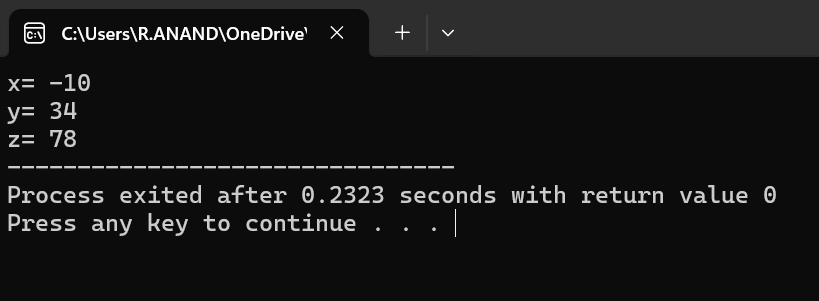 C:\Users\R.ANAND\OneDrive\
x= -10
y= 34
z= 78
--------------------------------
Process exited after 0.2323 seconds with return value 0
Press any key to continue . . .